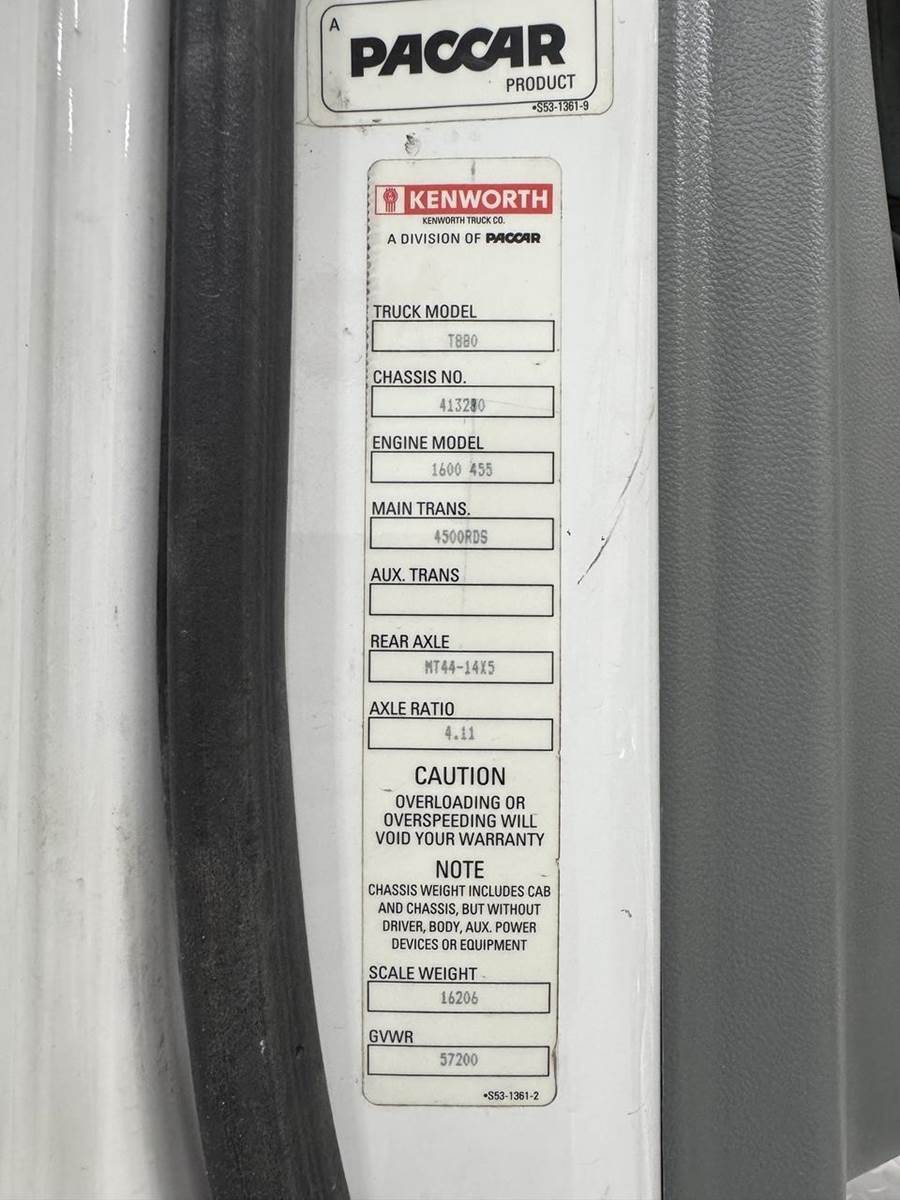 A
PACCAR
PRODUCT
•S53-1361-9
KENWORTH
KENWORTH TRUCK CO.
A DIVISION OF PACCAR
TRUCK MODEL
T880
CHASSIS NO.
413280
ENGINE MODEL
1600 455
MAIN TRANS.
4500RDS
AUX. TRANS
REAR AXLE
MT44-14X5
AXLE RATIO
4.11
CAUTION
OVERLOADING OR
OVERSPEEDING WILL
VOID YOUR WARRANTY
NOTE
CHASSIS WEIGHT INCLUDES CAB
AND CHASSIS, BUT WITHOUT
DRIVER, BODY, AUX. POWER
DEVICES OR EQUIPMENT
SCALE WEIGHT
16206
GVWR
57200
•S53-1361-2